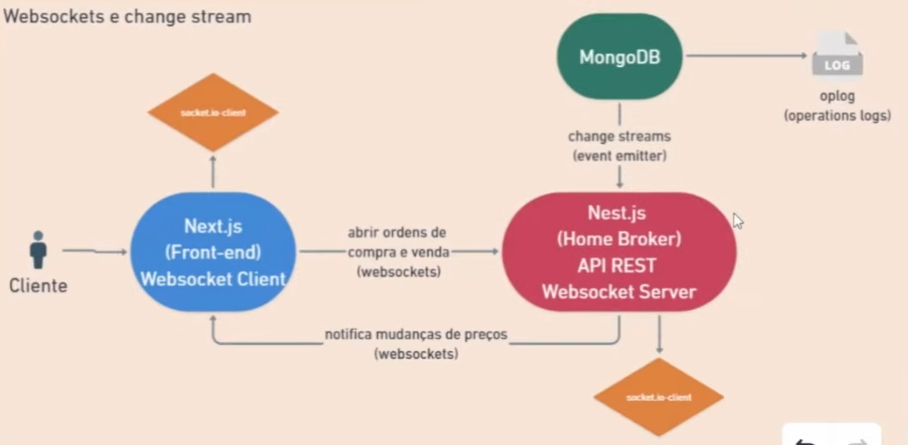 Websockets e change stream
MongoDB
LOG
oplog
(operations logs)
socket.io-client
change streams
(event emitter)
Cliente
Next.js
(Front-end)
Websocket Client
abrir ordens de
compra e venda
(websockets)
Nest.js
(Home Broker)
API REST
Websocket Server
notifica mudanças de preços
(websockets)
socket.io-client